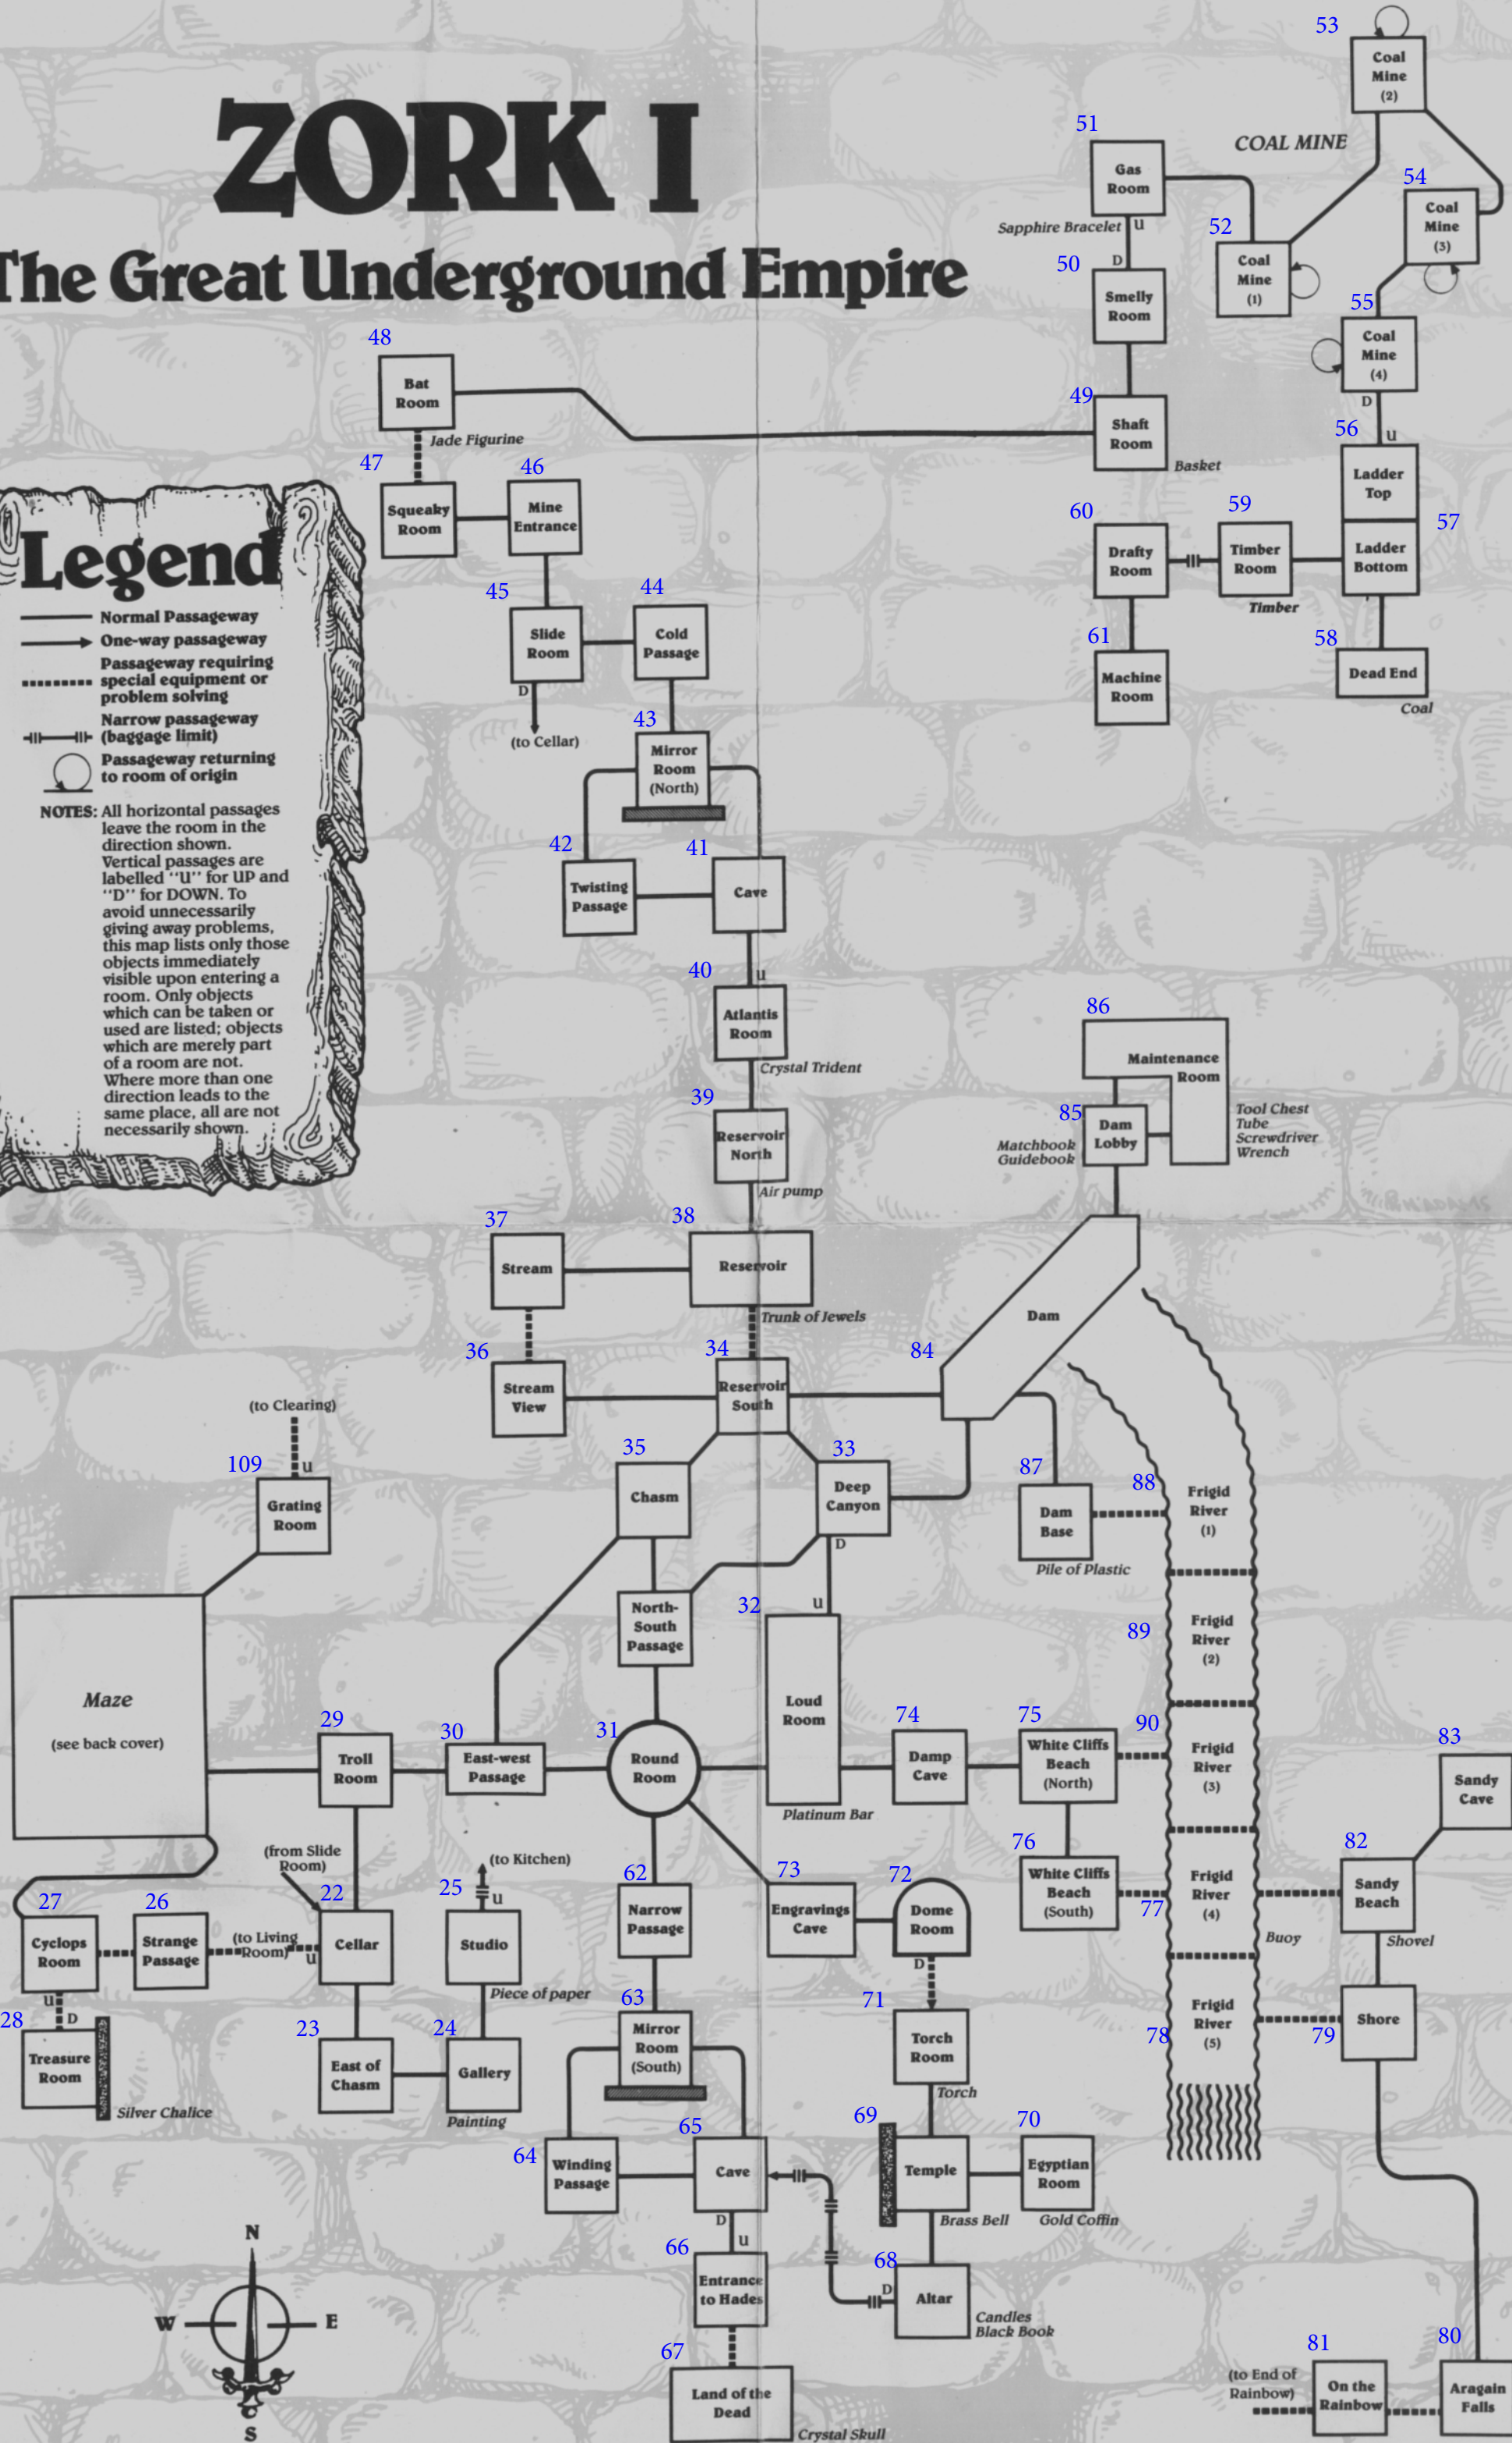 ZORK I
The Great Underground Empire
53
Coal
Mine
(2)
COAL MINE
51
Gas
Room
Sapphire Bracelet
U
D
54
Coal
Mine
(3)
52
Coal
Mine
(1)
50
Smelly
Room
55
Coal
Mine
(4)
D
U
48
Bat
Room
Jade Figurine
49
Shaft
Room
Basket
56
Ladder
Top
47
Squeaky
Room
46
Mine
Entrance
60
Drafty
Room
59
Timber
Room
Timber
57
Ladder
Bottom
61
Machine
Room
58
Dead End
Coal
Legend
Normal Passageway
One-way passageway
Passageway requiring
special equipment or
problem solving
Narrow passageway
(baggage limit)
Passageway returning
to room of origin
NOTES: All horizontal passages
leave the room in the
direction shown.
Vertical passages are
labelled "U" for UP and
"D" for DOWN. To
avoid unnecessarily
giving away problems,
this map lists only those
objects immediately
visible upon entering a
room. Only objects
which can be taken or
used are listed; objects
which are merely part
of a room are not.
Where more than one
direction leads to the
same place, all are not
necessarily shown.
45
Slide
Room
D
(to Cellar)
44
Cold
Passage
43
Mirror
Room
(North)
42
Twisting
Passage
41
Cave
U
40
Atlantis
Room
Crystal Trident
39
Reservoir
North
Air pump
86
Maintenance
Room
Tool Chest
Tube
Screwdriver
Wrench
85
Dam
Lobby
Matchbook
Guidebook
37
Stream
38
Reservoir
Trunk of Jewels
Dam
84
36
Stream
View
34
Reservoir
South
(to Clearing)
U
109
Grating
Room
35
Chasm
33
Deep
Canyon
D
87
Dam
Base
Pile of Plastic
88
Frigid
River
(1)
North-
South
Passage
32
U
Loud
Room
Platinum Bar
89
Frigid
River
(2)
Maze
(see back cover)
29
Troll
Room
30
East-west
Passage
31
Round
Room
74
Damp
Cave
75
White Cliffs
Beach
(North)
90
Frigid
River
(3)
83
Sandy
Cave
76
White Cliffs
Beach
(South)
77
Frigid
River
(4)
Buoy
82
Sandy
Beach
Shovel
(from Slide
Room)
22
Cellar
(to Living
Room)
U
(to Kitchen)
25
U
Studio
Piece of paper
27
Cyclops
Room
26
Strange
Passage
U
D
28
Treasure
Room
Silver Chalice
23
East of
Chasm
24
Gallery
Painting
62
Narrow
Passage
73
Engravings
Cave
72
Dome
Room
D
63
Mirror
Room
(South)
71
Torch
Room
Torch
78
Frigid
River
(5)
79
Shore
64
Winding
Passage
65
Cave
D
U
69
Temple
Brass Bell
70
Egyptian
Room
Gold Coffin
66
Entrance
to Hades
68
D
Altar
Candles
Black Book
67
Land of the
Dead
Crystal Skull
N
W
E
S
(to End of
Rainbow)
81
On the
Rainbow
80
Aragain
Falls